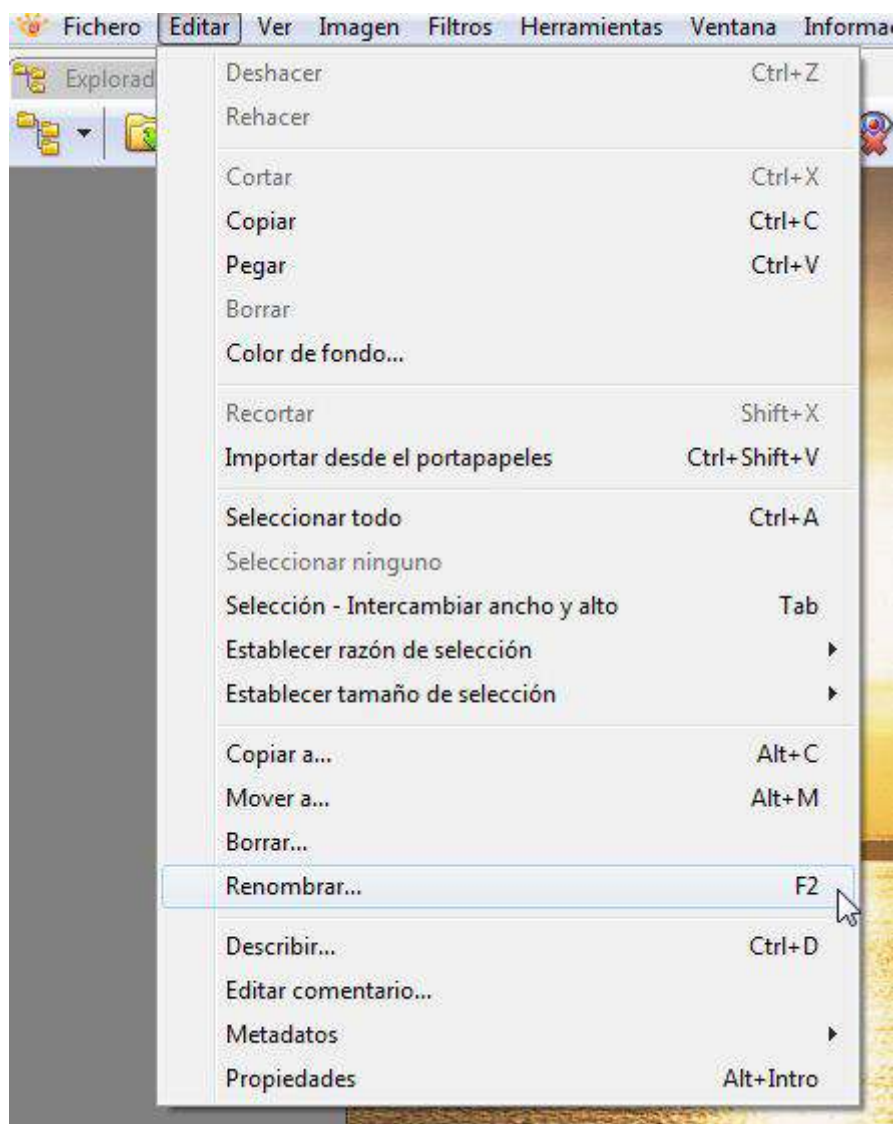 Fichero Editar Ver Imagen Filtros Herramientas Ventana
Deshacer Ctrl+Z
Rehacer
Cortar Ctrl+X
Copiar Ctrl+C
Pegar Ctrl+V
Borrar
Color de fondo...
Recortar Shift+X
Importar desde el portapapeles Ctrl+Shift+V
Seleccionar todo Ctrl+A
Seleccionar ninguno
Selección - Intercambiar ancho y alto Tab
Establecer razón de selección
Establecer tamaño de selección
Copiar a... Alt+C
Mover a... Alt+M
Borrar...
Renombrar... F2
Describir... Ctrl+D
Editar comentario...
Metadatos
Propiedades Alt+Intro